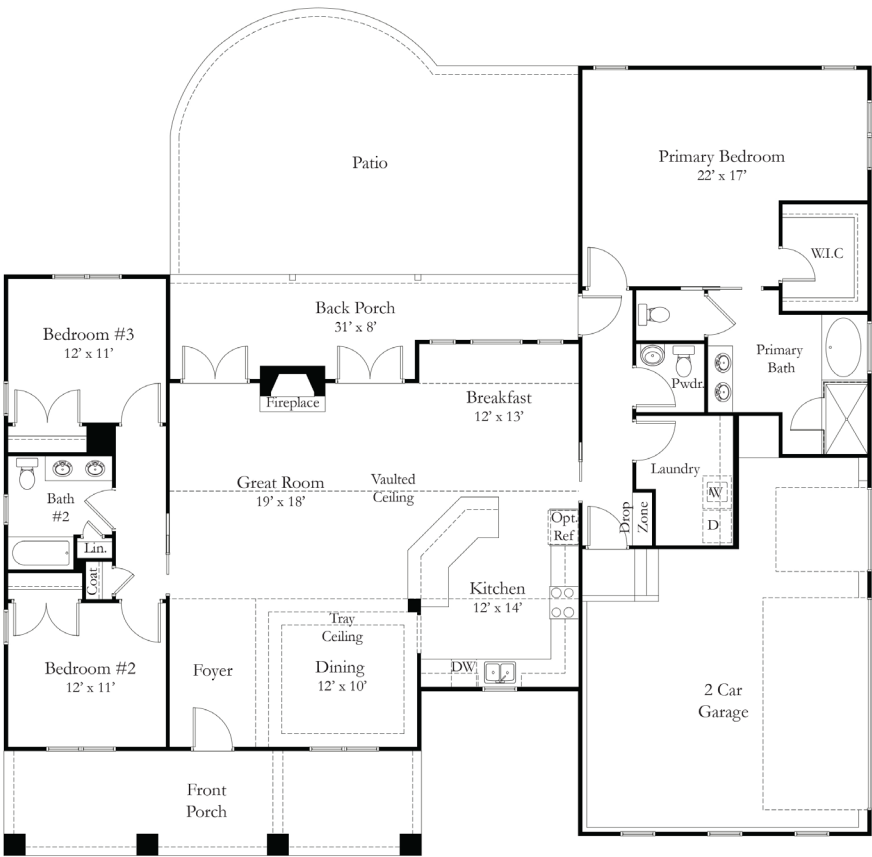 Patio
Primary Bedroom
22' x 17'
W.I.C
Back Porch
31' x 8'
Bedroom #3
12' x 11'
Primary
Bath
Pwdr.
Fireplace
Breakfast
12' x 13'
Great Room
19' x 18'
Vaulted
Ceiling
Laundry
W
D
Bath
#2
Lin.
Coat
Opt.
Ref
Drop
Zone
Kitchen
12' x 14'
Tray
Ceiling
DW
Bedroom #2
12' x 11'
Foyer
Dining
12' x 10'
2 Car
Garage
Front
Porch